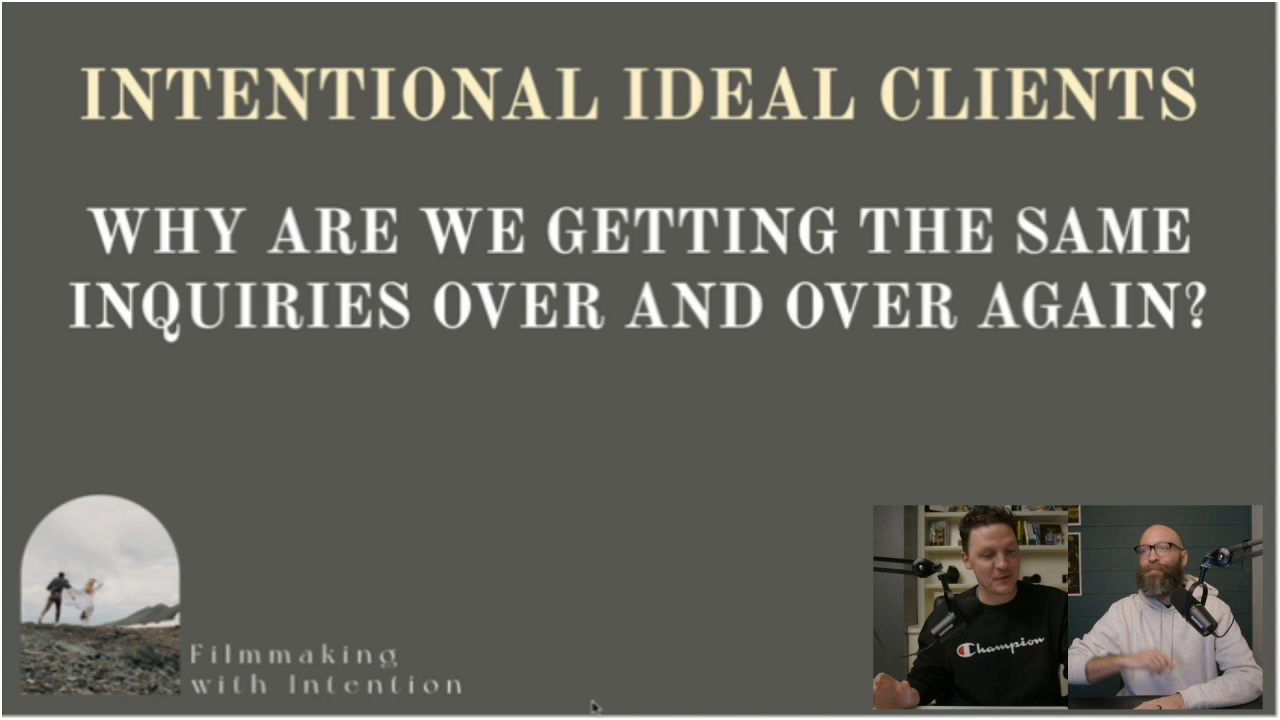 INTENTIONAL IDEAL CLIENTS
WHY ARE WE GETTING THE SAME
INQUIRIES OVER AND OVER AGAIN?
Filmmaking
with Intention
Champion